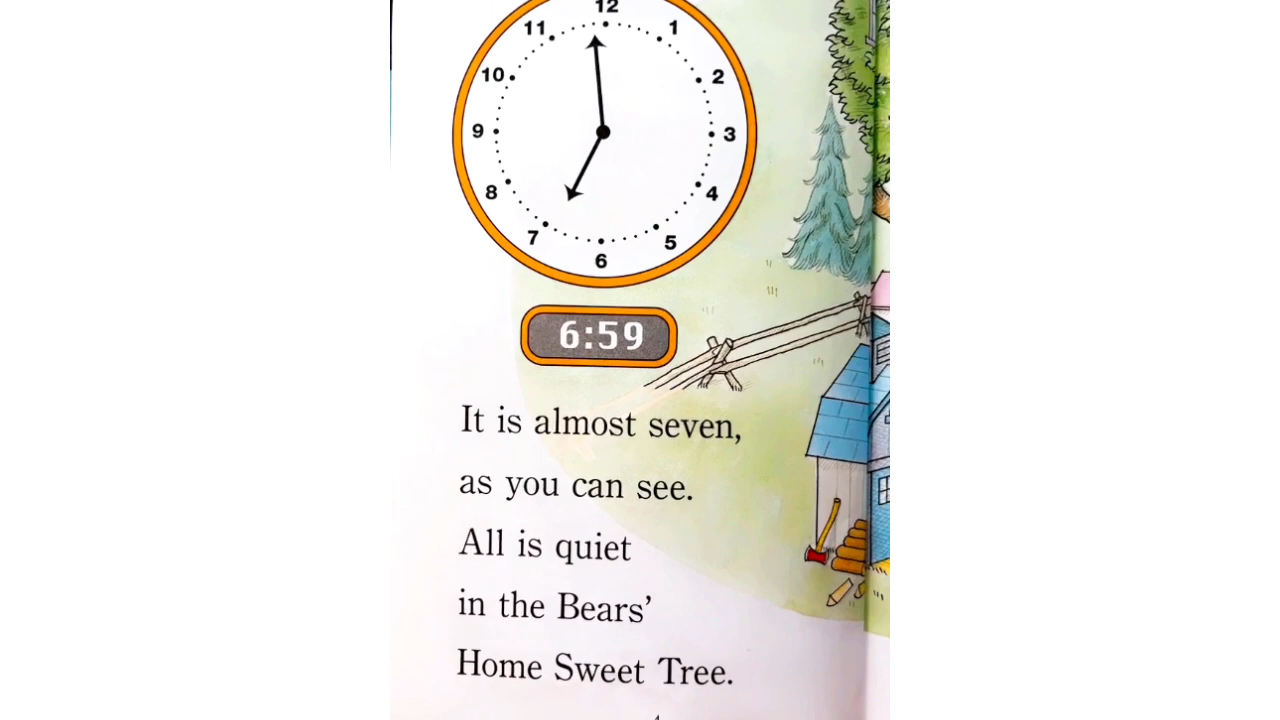 12
11 1
10 2
9 3
8 4
7 5
6
6:59
It is almost seven,
as you can see.
All is quiet
in the Bears’
Home Sweet Tree.